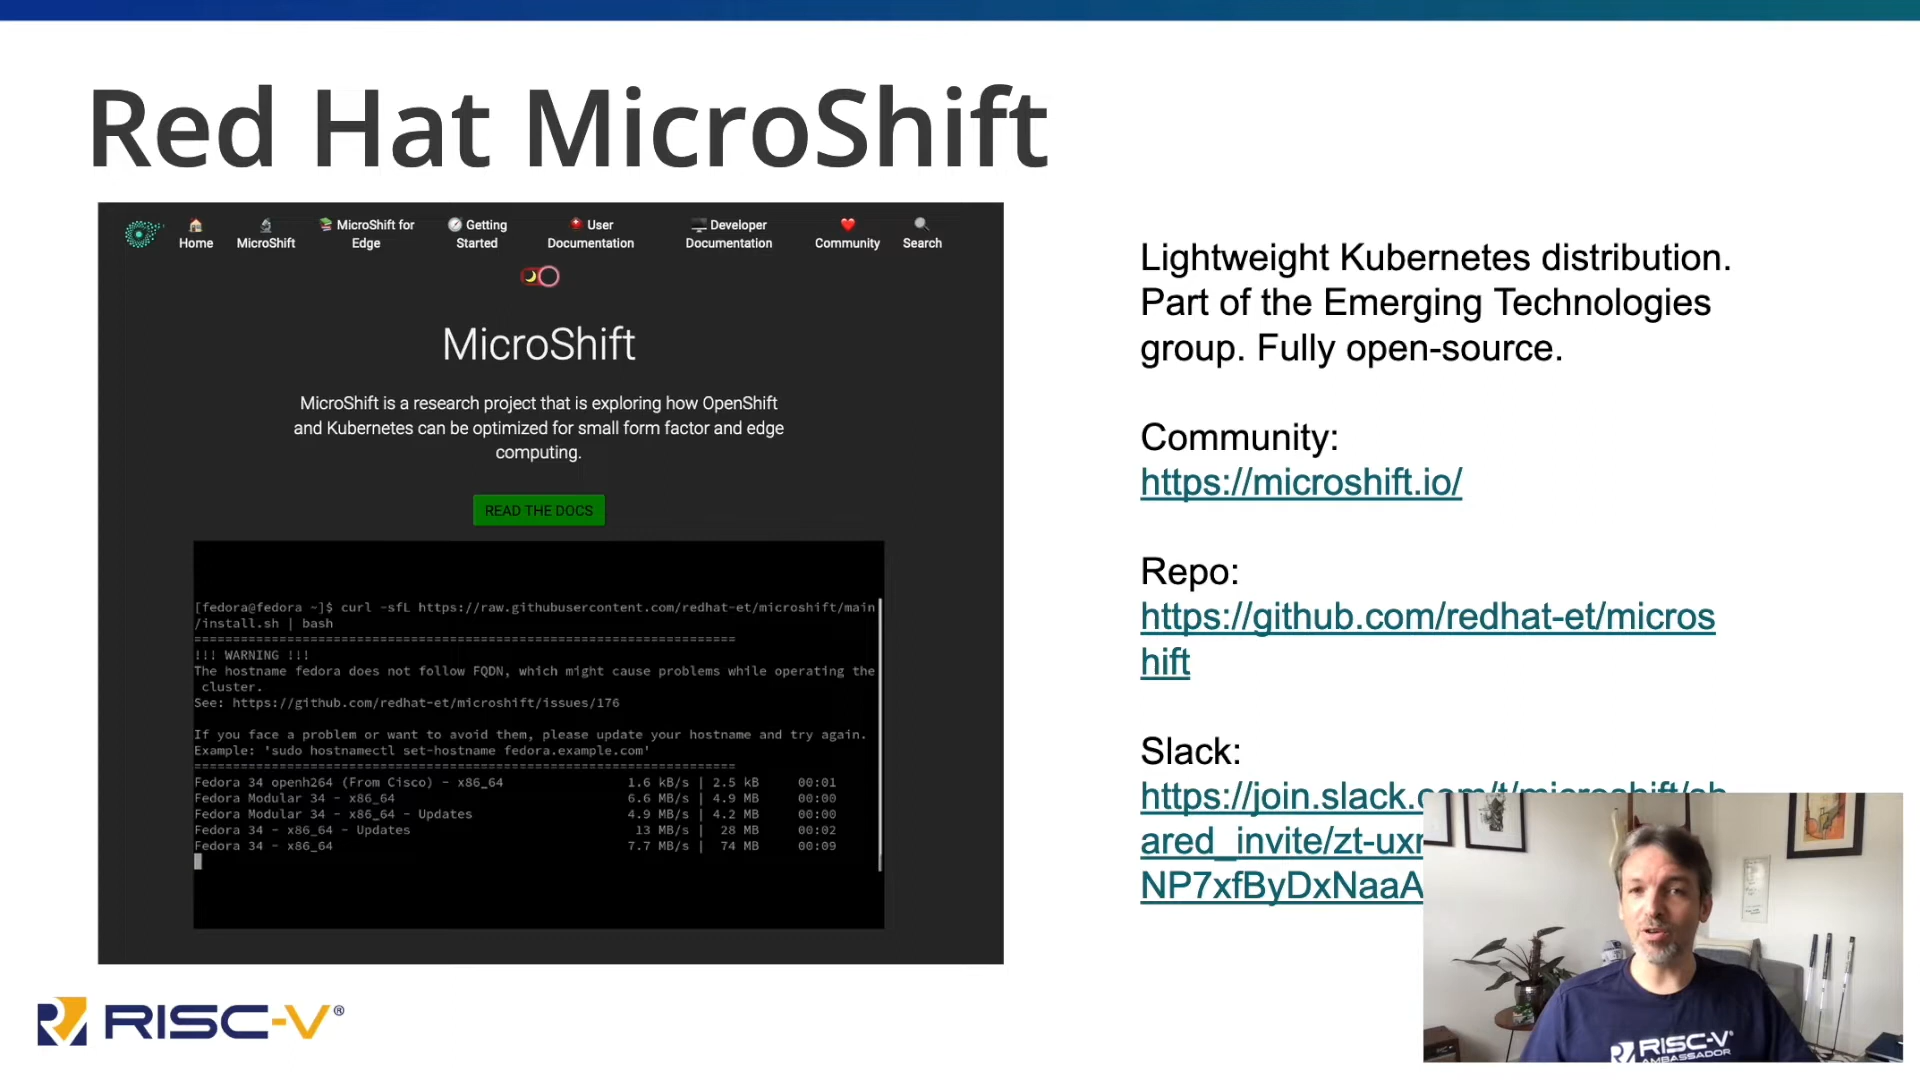 Red Hat MicroShift
Home
MicroShift
MicroShift for
Edge
Getting
Started
User
Documentation
Developer
Documentation
Community
Search
MicroShift
MicroShift is a research project that is exploring how OpenShift
and Kubernetes can be optimized for small form factor and edge
computing.
READ THE DOCS
[fedora@fedora ~]$ curl -sfL https://raw.githubusercontent.com/redhat-et/microshift/main
/install.sh | bash
===================================================================
!!! WARNING !!!
The hostname fedora does not follow FQDN, which might cause problems while operating the
cluster.
See: https://github.com/redhat-et/microshift/issues/176
If you face a problem or want to avoid them, please update your hostname and try again.
Example: 'sudo hostnamectl set-hostname fedora.example.com'
===================================================================
Fedora 34 openh264 (From Cisco) - x86_64 1.6 kB/s | 2.5 kB 00:01
Fedora Modular 34 - x86_64 6.6 MB/s | 4.9 MB 00:00
Fedora Modular 34 - x86_64 - Updates 4.9 MB/s | 4.2 MB 00:00
Fedora 34 - x86_64 - Updates 13 MB/s | 28 MB 00:02
Fedora 34 - x86_64 7.7 MB/s | 74 MB 00:09
Lightweight Kubernetes distribution.
Part of the Emerging Technologies
group. Fully open-source.
Community:
https://microshift.io/
Repo:
https://github.com/redhat-et/micros
hift
Slack:
https://join.slack.com/t/microshift/sh
ared_invite/zt-uxr
NP7xfByDxNaaA
RISC-V®
RISC-V®
AMBASSADOR